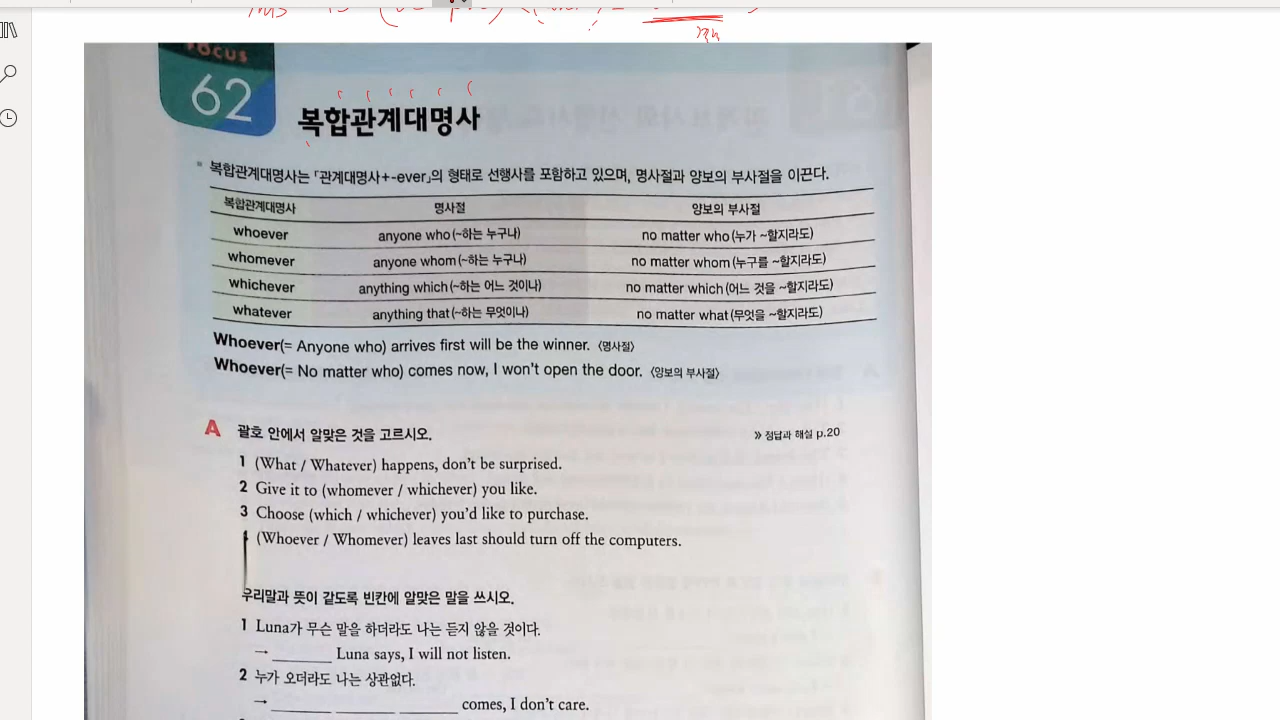 FOCUS
62
복합관계대명사
복합관계대명사는 「관계대명사+-ever」의 형태로 선행사를 포함하고 있으며, 명사절과 양보의 부사절을 이끈다.
복합관계대명사 명사절 양보의 부사절
whoever anyone who (~하는 누구나) no matter who (누가 ~할지라도)
whomever anyone whom (~하는 누구나) no matter whom (누구를 ~할지라도)
whichever anything which (~하는 어느 것이나) no matter which (어느 것을 ~할지라도)
whatever anything that (~하는 무엇이나) no matter what (무엇을 ~할지라도)
Whoever(= Anyone who) arrives first will be the winner. 〈명사절〉
Whoever(= No matter who) comes now, I won't open the door. 〈양보의 부사절〉
A 괄호 안에서 알맞은 것을 고르시오. » 정답과 해설 p.20
1 (What / Whatever) happens, don't be surprised.
2 Give it to (whomever / whichever) you like.
3 Choose (which / whichever) you'd like to purchase.
(Whoever / Whomever) leaves last should turn off the computers.
우리말과 뜻이 같도록 빈칸에 알맞은 말을 쓰시오.
1 Luna가 무슨 말을 하더라도 나는 듣지 않을 것이다.
→ ______ Luna says, I will not listen.
2 누가 오더라도 나는 상관없다.
→ ______ ______ ______ comes, I don't care.